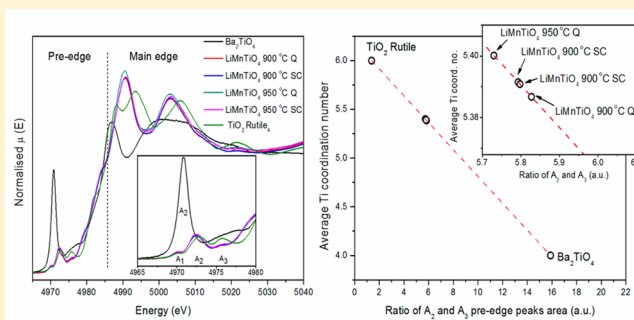 Pre-edge
Main edge
Ba₂TiO₄
LiMnTiO₄ 900 °C Q
LiMnTiO₄ 900 °C SC
LiMnTiO₄ 950 °C Q
LiMnTiO₄ 950 °C SC
TiO₂ Rutile₄
Normalised μ (E)
A₂
A₁ A₂ A₃
4965 4970 4975 4980
4970 4980 4990 5000 5010 5020 5030 5040
Energy (eV)
Average Ti coordination number
6.0
5.5
5.0
4.5
4.0
TiO₂ Rutile
Ba₂TiO₄
0 2 4 6 8 10 12 14 16 18 20 22
Ratio of A₂ and A₃ pre-edge peaks area (a.u.)
Average Ti coord. no.
5.40
5.38
LiMnTiO₄ 950 °C Q
LiMnTiO₄ 900 °C SC
LiMnTiO₄ 900 °C SC
LiMnTiO₄ 900 °C Q
5.7 5.8 5.9 6.0
Ratio of A₂ and A₃ (a.u.)